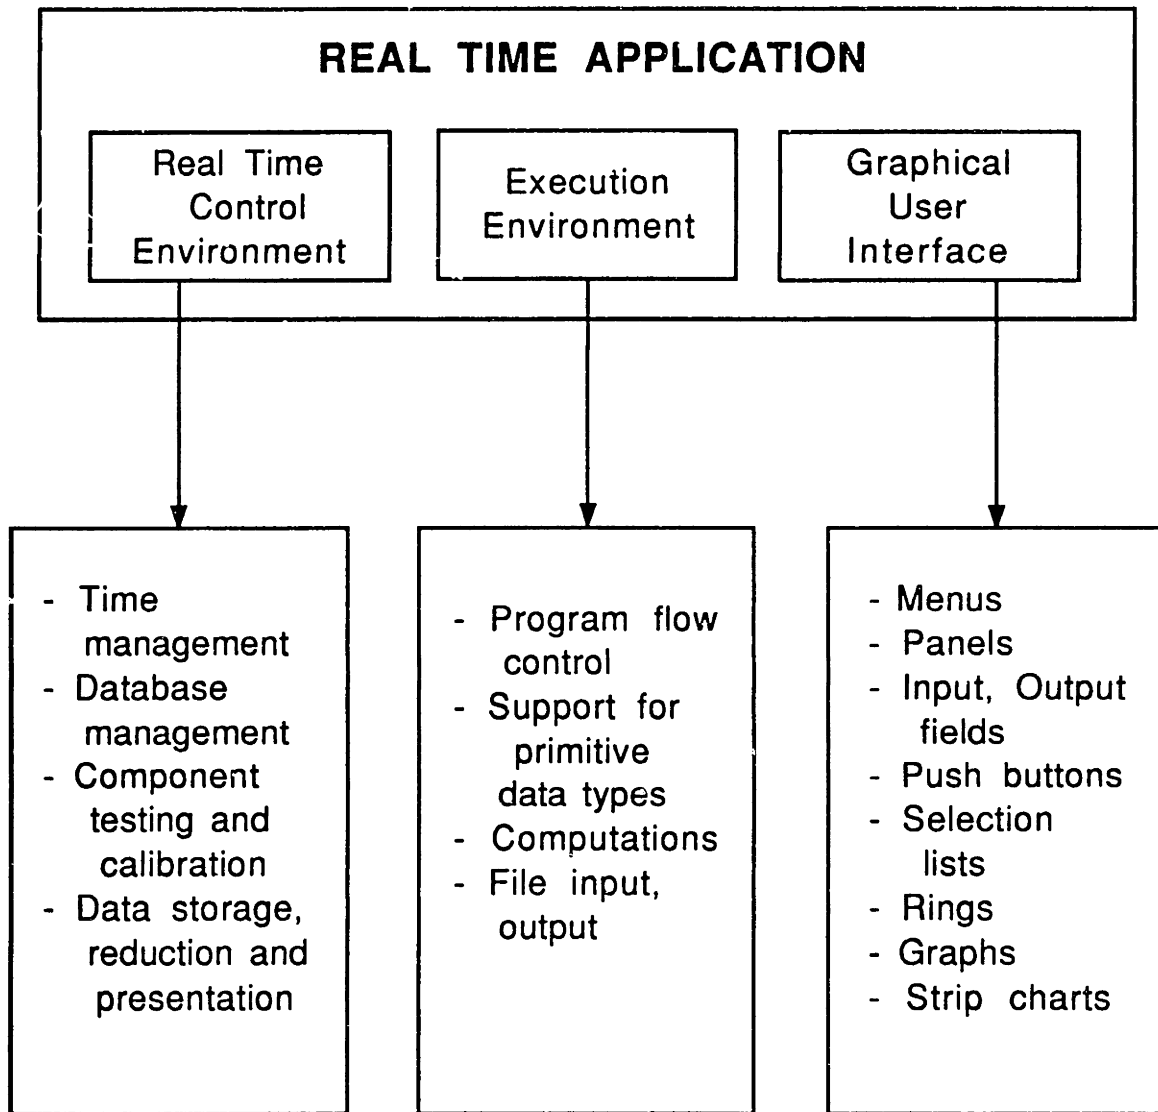 REAL TIME APPLICATION
Real Time
Control
Environment
Execution
Environment
Graphical
User
Interface
- Time
management
- Database
management
- Component
testing and
calibration
- Data storage,
reduction and
presentation
- Program flow
control
- Support for
primitive
data types
- Computations
- File input,
output
- Menus
- Panels
- Input, Output
fields
- Push buttons
- Selection
lists
- Rings
- Graphs
- Strip charts